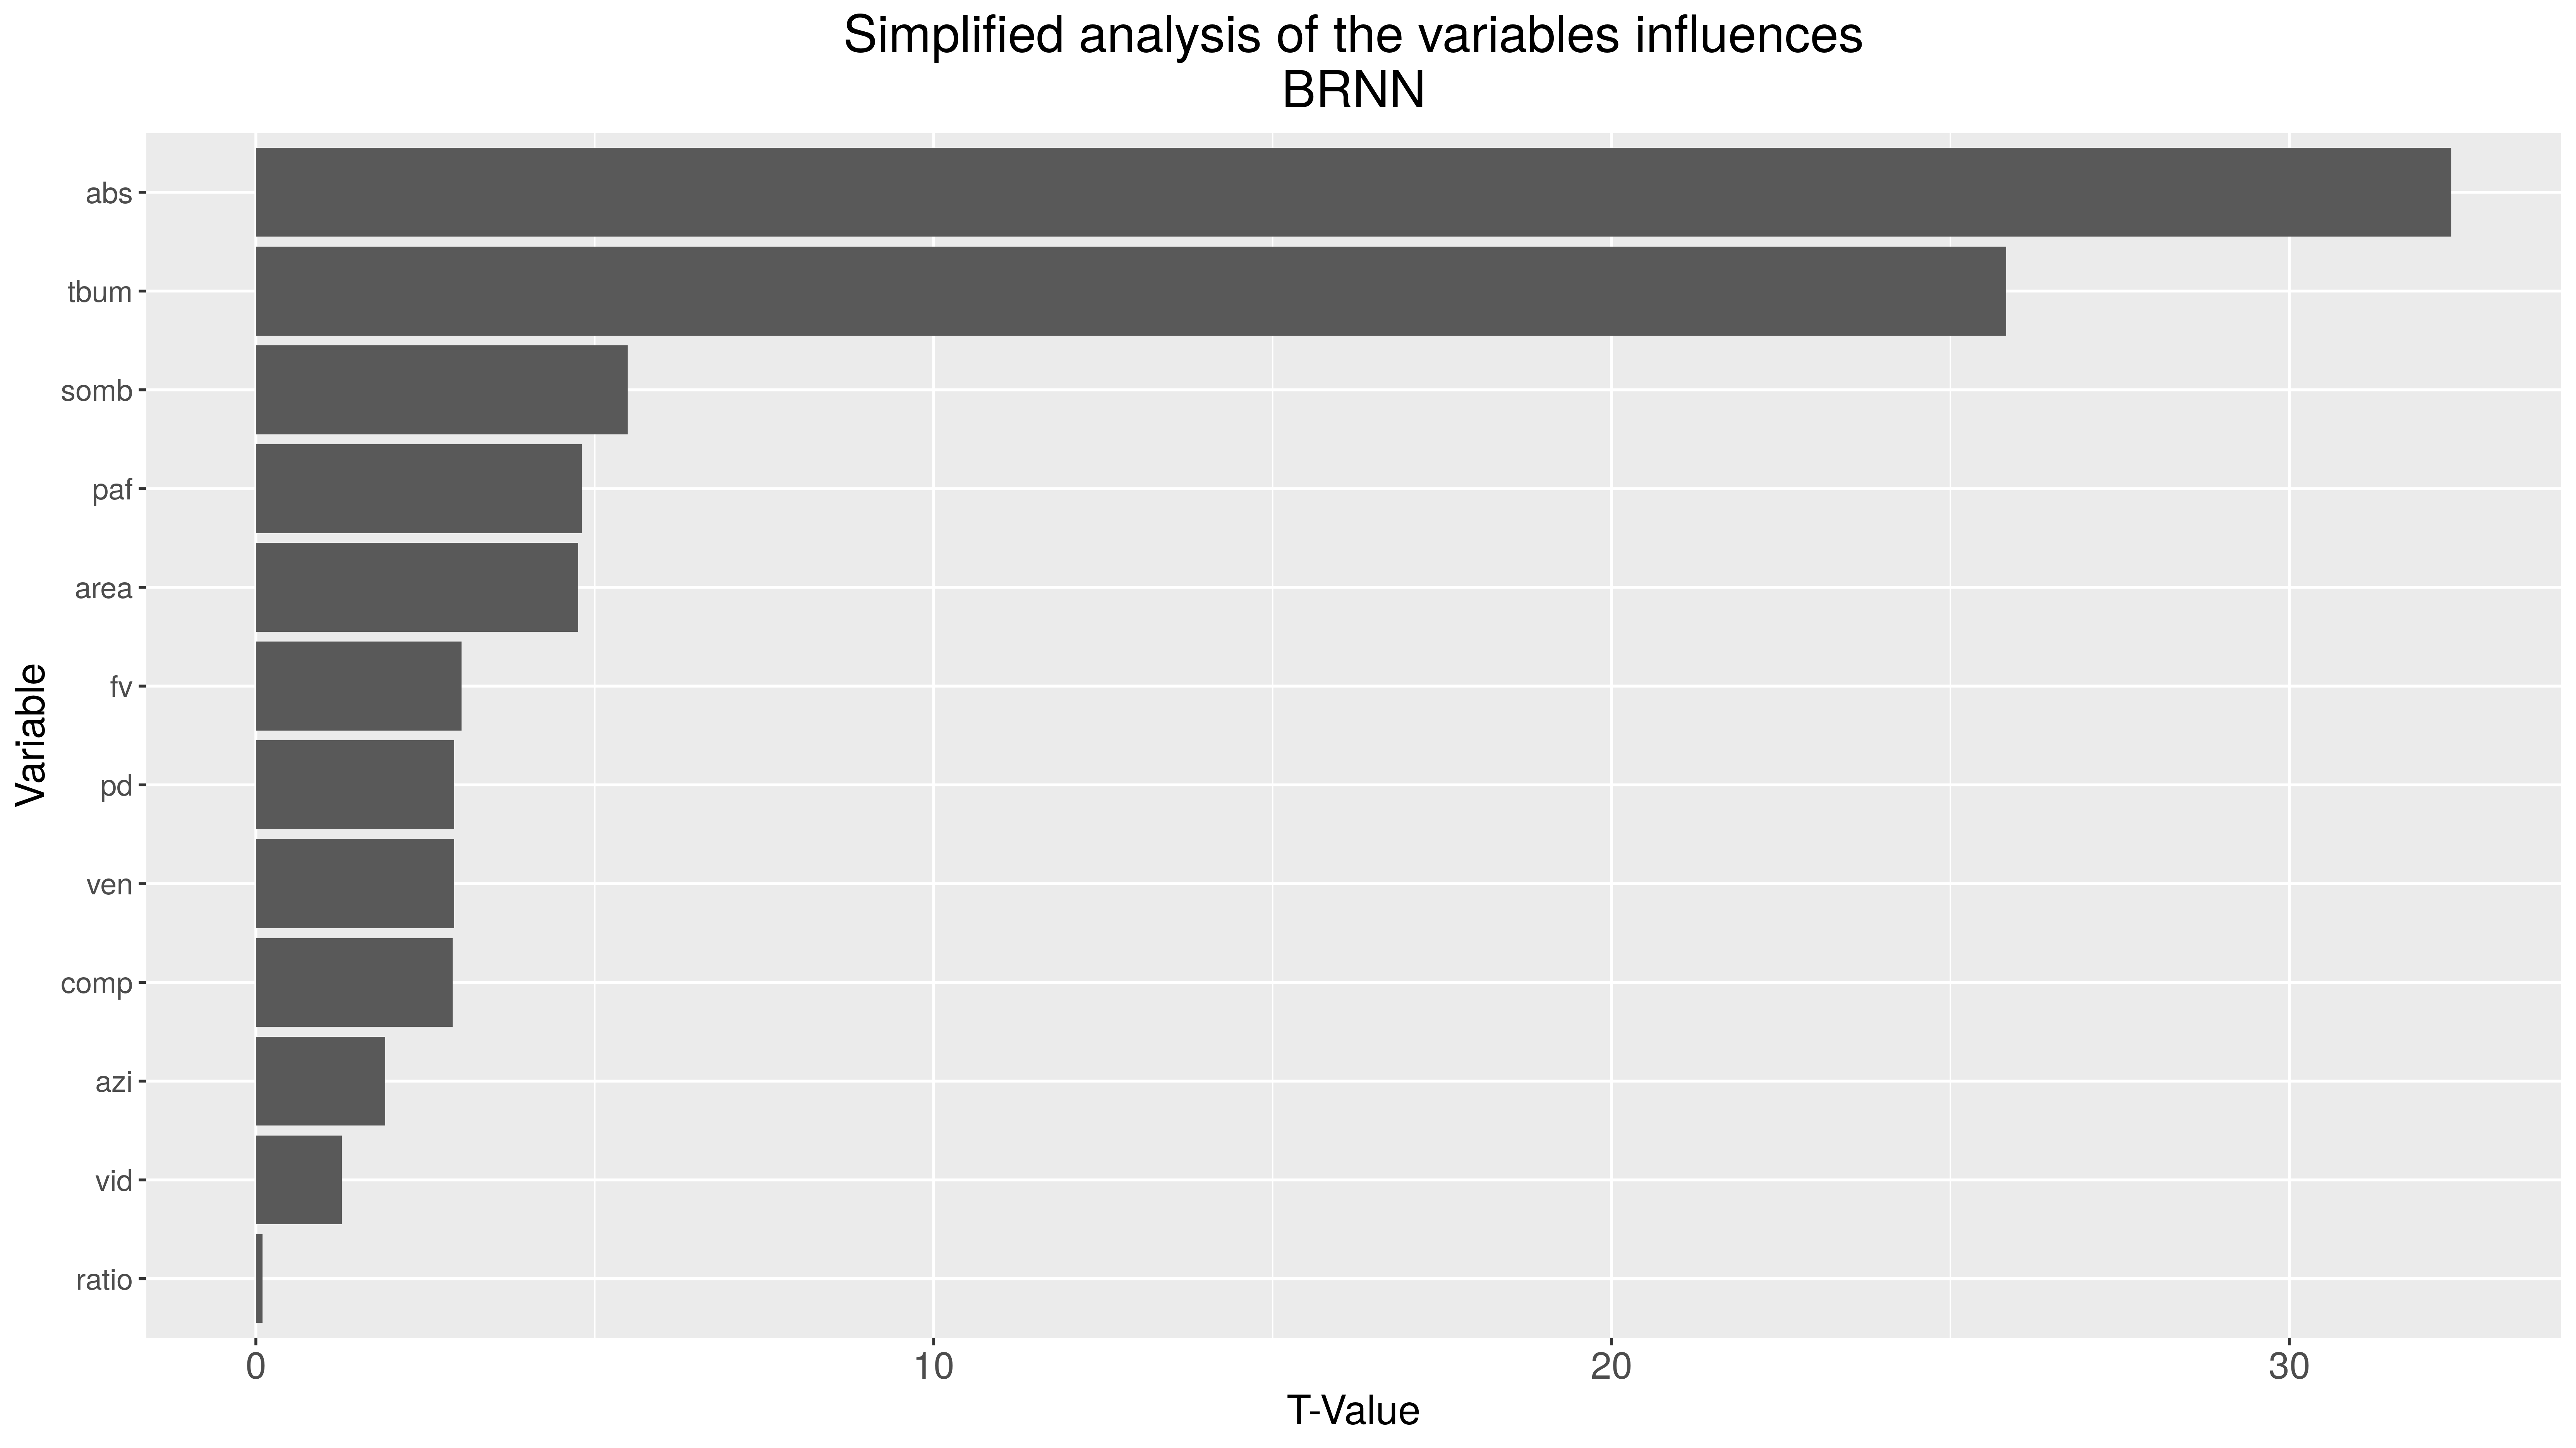 Simplified analysis of the variables influences
BRNN
Variable
abs
tbum
somb
paf
area
fv
pd
ven
comp
azi
vid
ratio
0 10 20 30
T-Value